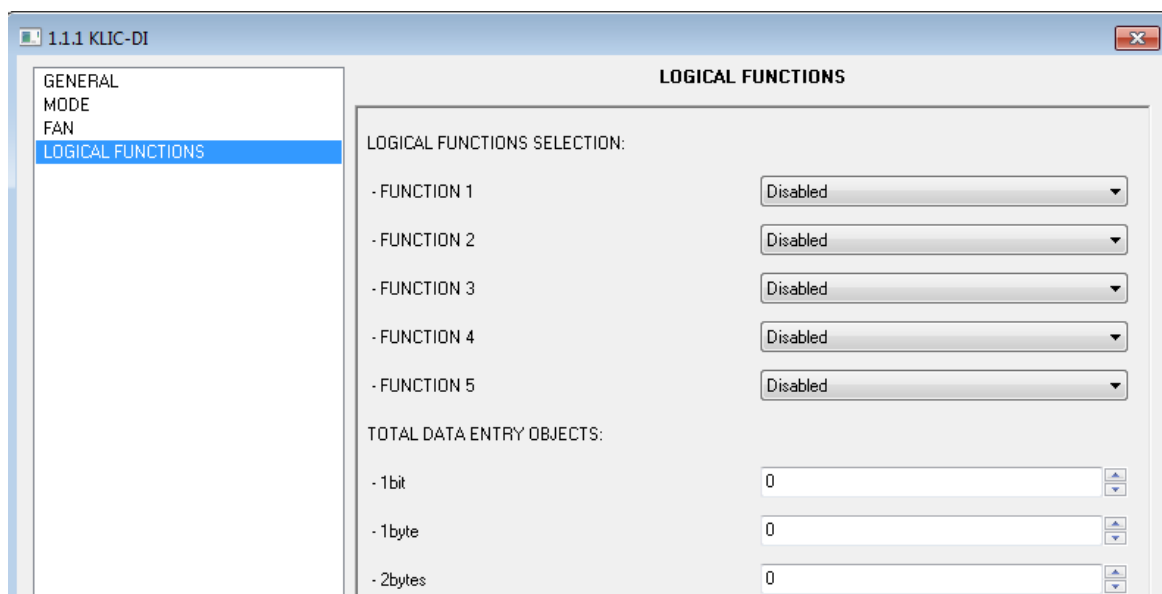 1.1.1 KLIC-DI
GENERAL
MODE
FAN
LOGICAL FUNCTIONS
LOGICAL FUNCTIONS
LOGICAL FUNCTIONS SELECTION:
- FUNCTION 1 Disabled
- FUNCTION 2 Disabled
- FUNCTION 3 Disabled
- FUNCTION 4 Disabled
- FUNCTION 5 Disabled
TOTAL DATA ENTRY OBJECTS:
- 1bit 0
- 1byte 0
- 2bytes 0